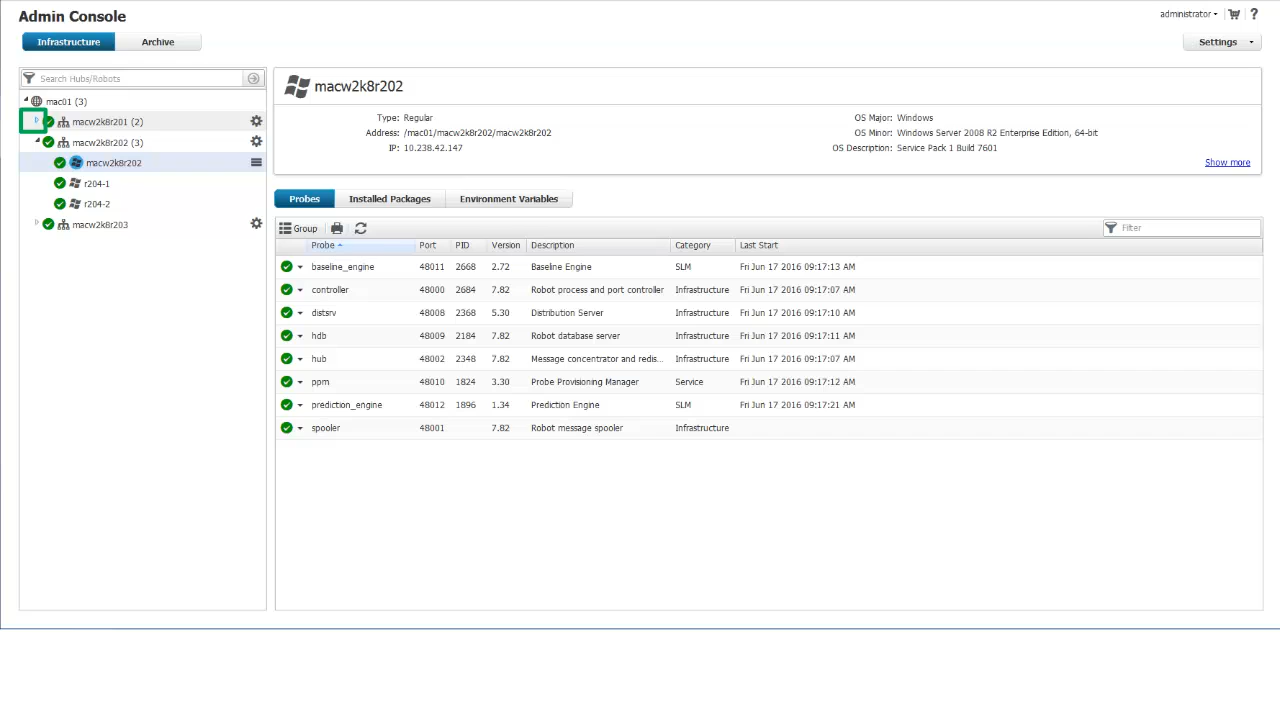 Admin Console
administrator
?
Infrastructure
Archive
Settings
Search Hubs/Robots
mac01 (3)
macw2k8r201 (2)
macw2k8r202 (3)
macw2k8r202
r204-1
r204-2
macw2k8r203
macw2k8r202
Type: Regular
Address: /mac01/macw2k8r202/macw2k8r202
IP: 10.238.42.147
OS Major: Windows
OS Minor: Windows Server 2008 R2 Enterprise Edition, 64-bit
OS Description: Service Pack 1 Build 7601
Show more
Probes Installed Packages Environment Variables
Group Filter
Probe Port PID Version Description Category Last Start
baseline_engine 48011 2668 2.72 Baseline Engine SLM Fri Jun 17 2016 09:17:13 AM
controller 48000 2684 7.82 Robot process and port controller Infrastructure Fri Jun 17 2016 09:17:07 AM
distsrv 48008 2368 5.30 Distribution Server Infrastructure Fri Jun 17 2016 09:17:10 AM
hdb 48009 2184 7.82 Robot database server Infrastructure Fri Jun 17 2016 09:17:11 AM
hub 48002 2348 7.82 Message concentrator and redis... Infrastructure Fri Jun 17 2016 09:17:07 AM
ppm 48010 1824 3.30 Probe Provisioning Manager Service Fri Jun 17 2016 09:17:12 AM
prediction_engine 48012 1896 1.34 Prediction Engine SLM Fri Jun 17 2016 09:17:21 AM
spooler 48001 7.82 Robot message spooler Infrastructure